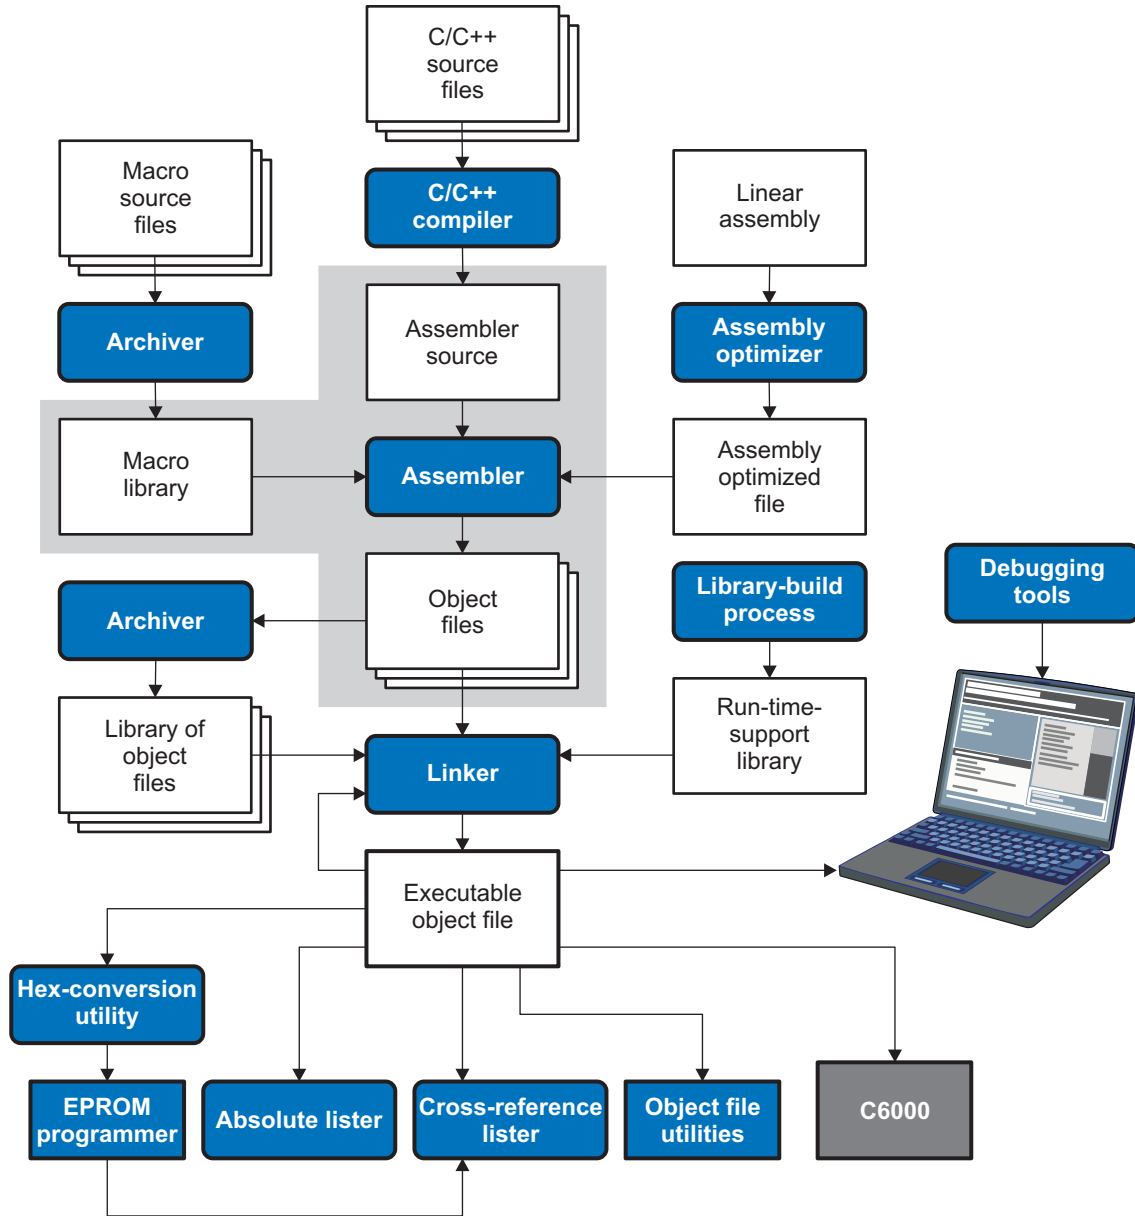 C/C++
source
files
Macro
source
files
C/C++
compiler
Linear
assembly
Archiver
Assembler
source
Assembly
optimizer
Macro
library
Assembler
Assembly
optimized
file
Archiver
Object
files
Library-build
process
Debugging
tools
Library of
object
files
Linker
Run-time-
support
library
Executable
object file
Hex-conversion
utility
EPROM
programmer
Absolute lister
Cross-reference
lister
Object file
utilities
C6000